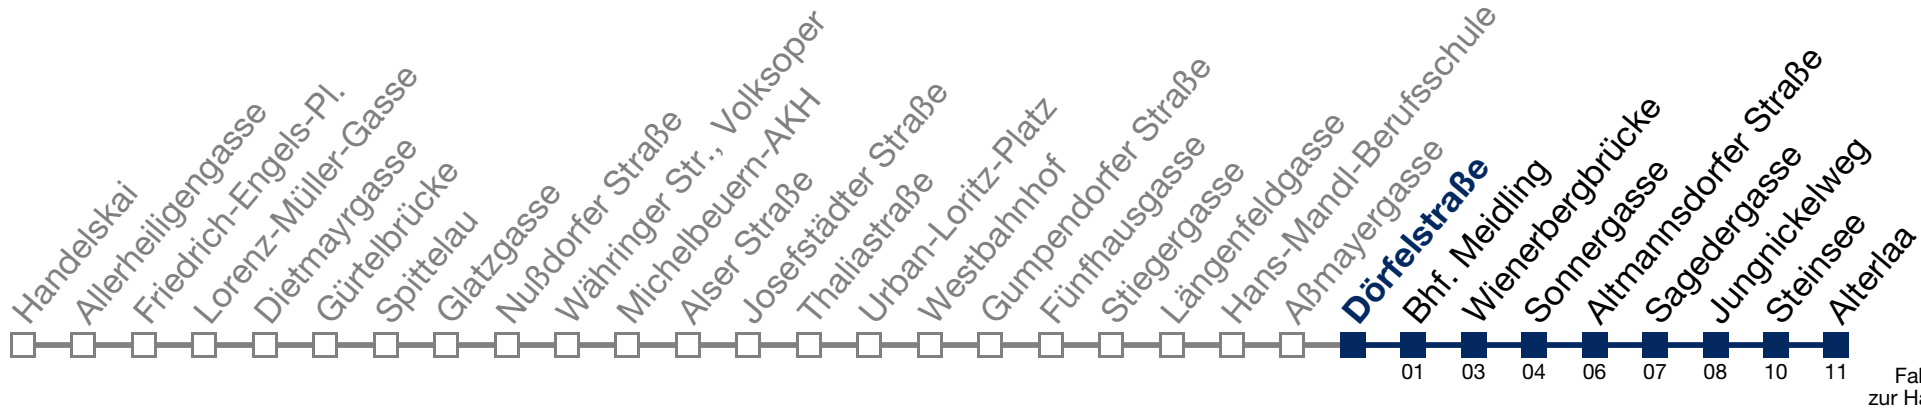 Handelskai
Allerheiligengasse
Friedrich-Engels-Pl.
Lorenz-Müller-Gasse
Dietmayrgasse
Gürtelbrücke
Spittelau
Glatzgasse
Nußdorfer Straße
Währinger Str., Volksoper
Michelbeuern-AKH
Alser Straße
Josefstädter Straße
Thaliastraße
Urban-Loritz-Platz
Westbahnhof
Gumpendorfer Straße
Fünfhausgasse
Stiegergasse
Längenfeldgasse
Hans-Mandl-Berufsschule
Aßmayergasse
Dörfelstraße
Bhf. Meidling
Wienerbergbrücke
Sonnergasse
Altmannsdorfer Straße
Sagedergasse
Jungnickelweg
Steinsee
Alterlaa
01 03 04 06 07 08 10 11
zur